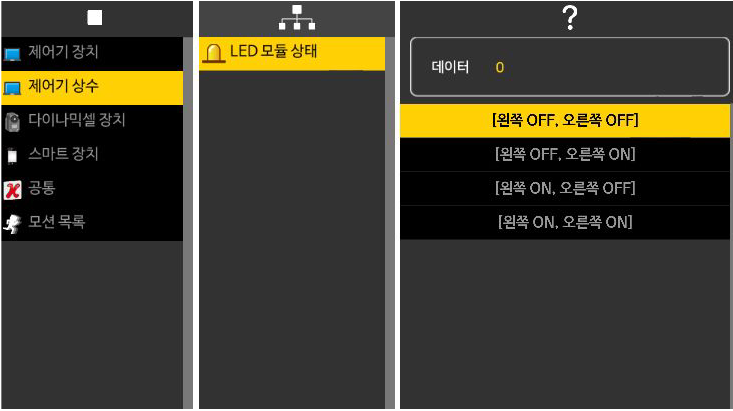 제어기 장치
제어기 상수
다이나믹셀 장치
스마트 장치
공통
모션 목록
LED 모듈 상태
?
데이터 0
[왼쪽 OFF, 오른쪽 OFF]
[왼쪽 OFF, 오른쪽 ON]
[왼쪽 ON, 오른쪽 OFF]
[왼쪽 ON, 오른쪽 ON]